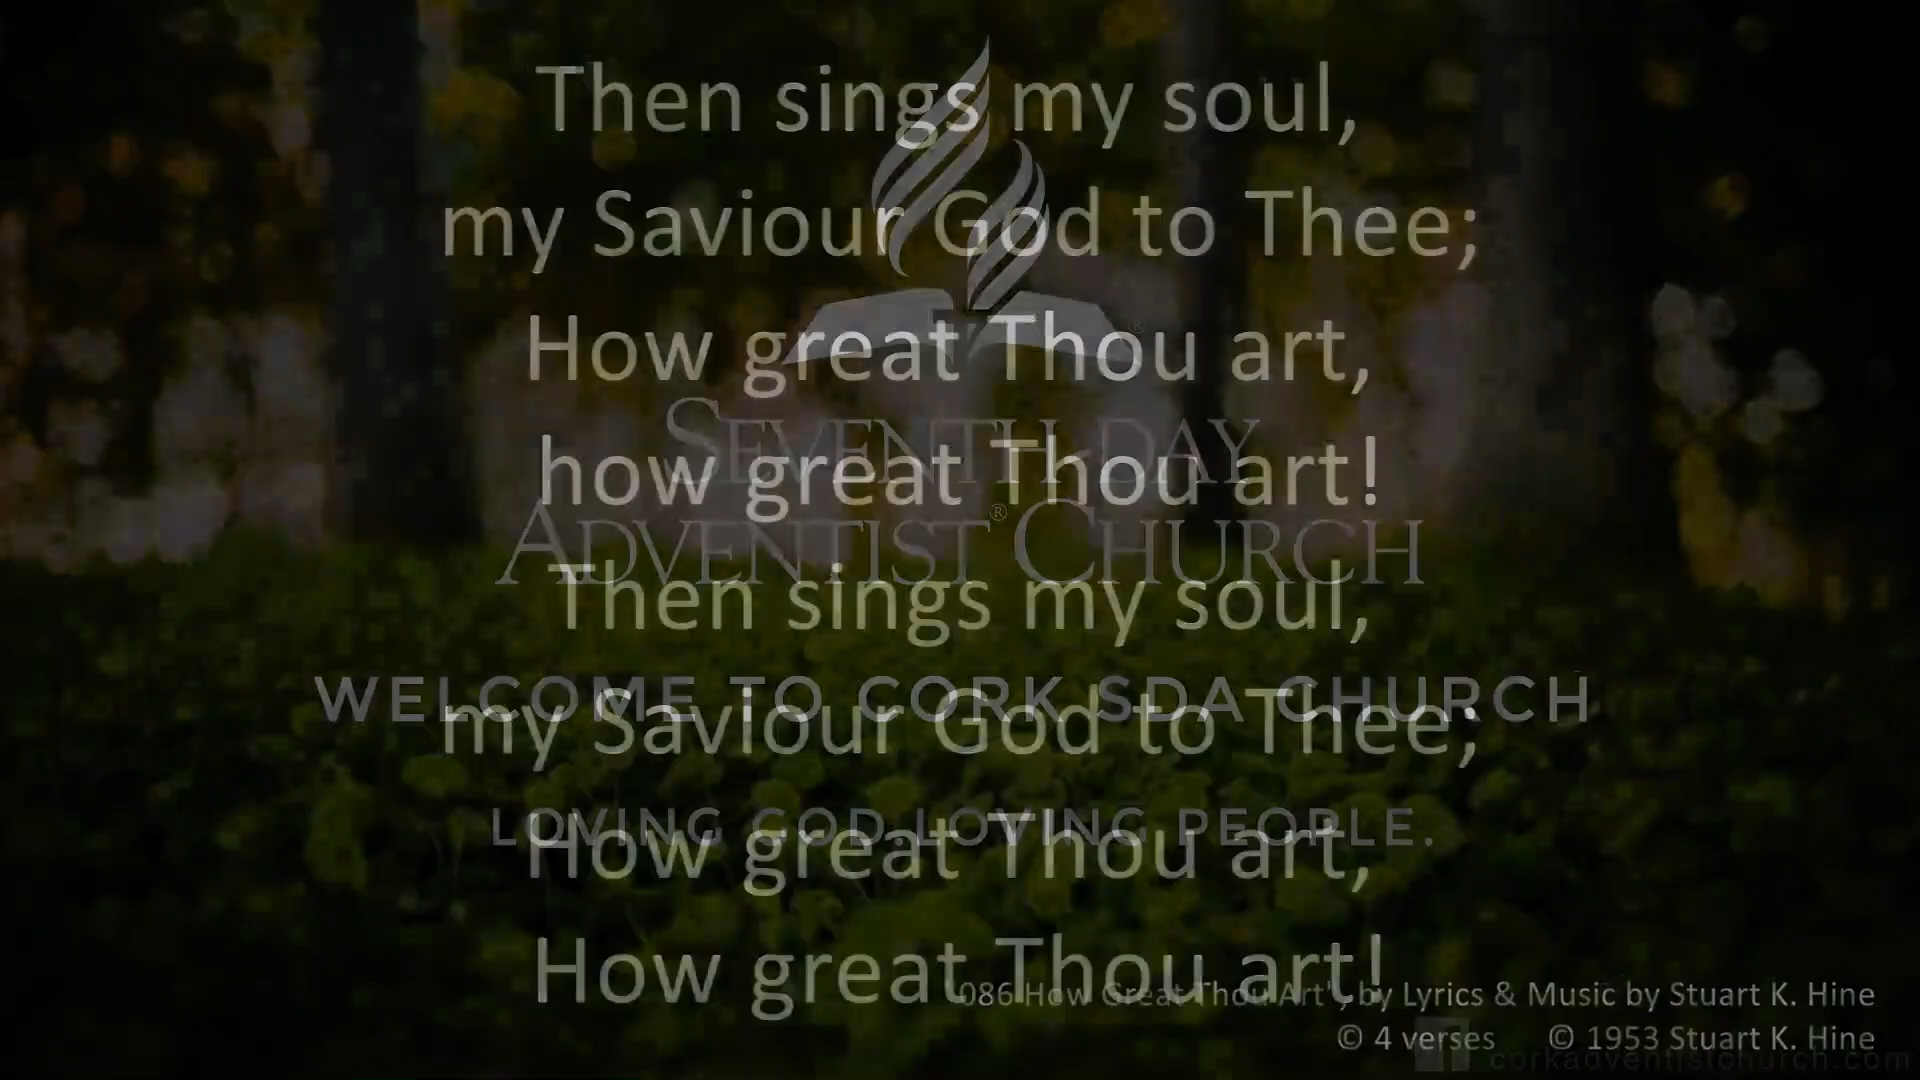 Then sings my soul,
my Saviour God to Thee;
How great Thou art,
how great Thou art!
Then sings my soul,
my Saviour God to Thee;
How great Thou art,
How great Thou art!
SEVENTH-DAY
ADVENTIST® CHURCH
WELCOME TO CORK SDA CHURCH
LOVING GOD. LOVING PEOPLE.
086 How Great Thou Art", by Lyrics & Music by Stuart K. Hine
© 4 verses © 1953 Stuart K. Hine
corkadventistchurch.com